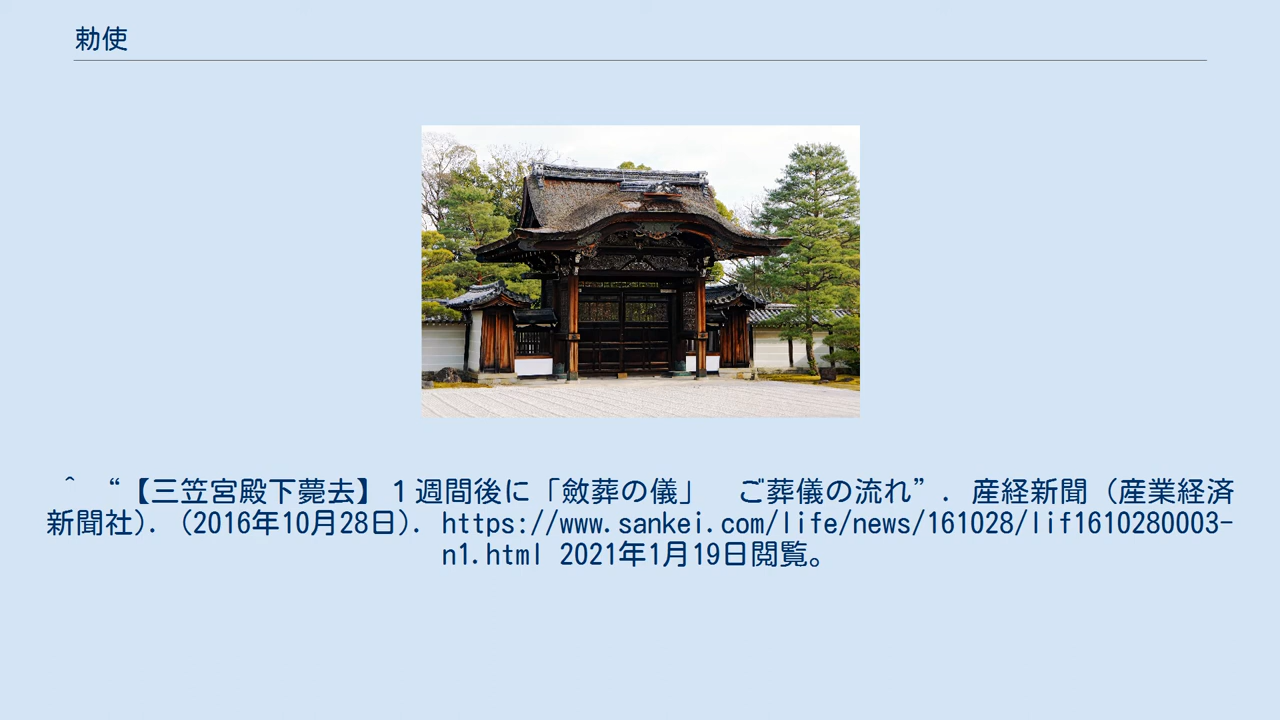 勅使
^ “【三笠宮殿下薨去】１週間後に「斂葬の儀」　ご葬儀の流れ”. 産経新聞 (産業経済
新聞社). (2016年10月28日). https://www.sankei.com/life/news/161028/lif1610280003-
n1.html 2021年1月19日閲覧。